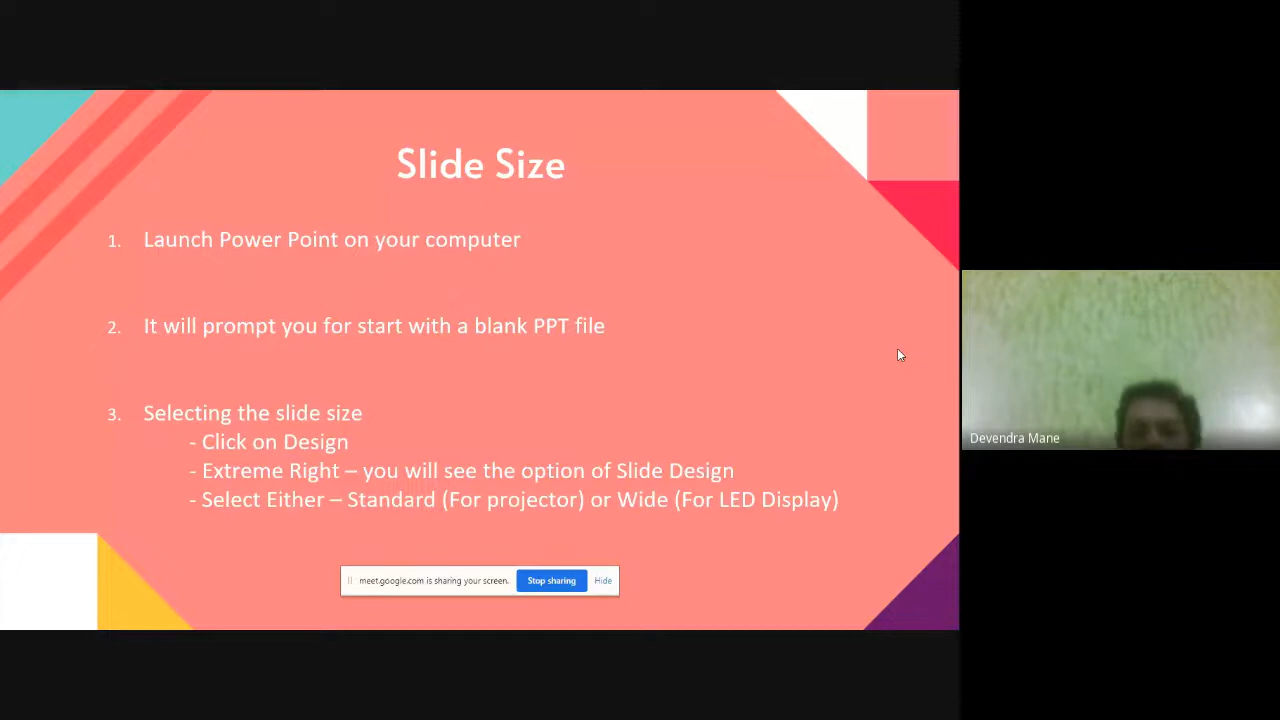 Slide Size
1. Launch Power Point on your computer
2. It will prompt you for start with a blank PPT file
3. Selecting the slide size
- Click on Design
- Extreme Right – you will see the option of Slide Design
- Select Either – Standard (For projector) or Wide (For LED Display)
meet.google.com is sharing your screen. Stop sharing Hide
Devendra Mane